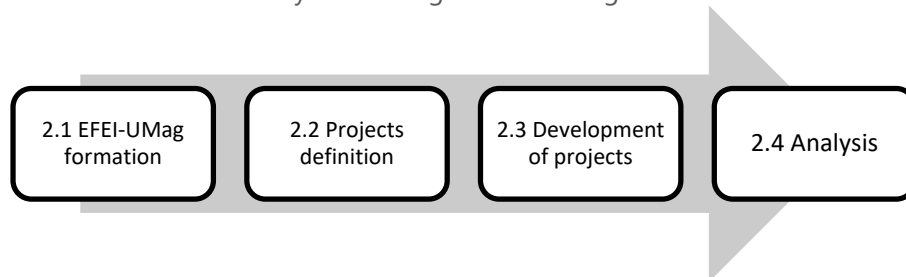 2.1 EFEI-UMag
formation
2.2 Projects
definition
2.3 Development
of projects
2.4 Analysis